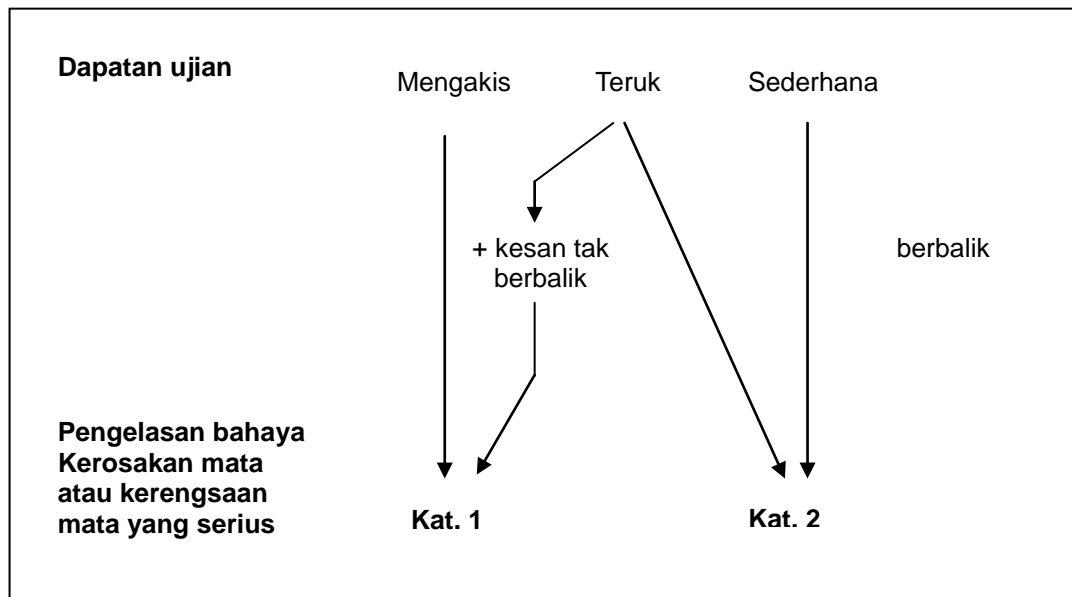 Dapatan ujian
Mengakis Teruk Sederhana
+ kesan tak
berbalik
berbalik
Pengelasan bahaya
Kerosakan mata
atau kerengsaan
mata yang serius
Kat. 1 Kat. 2